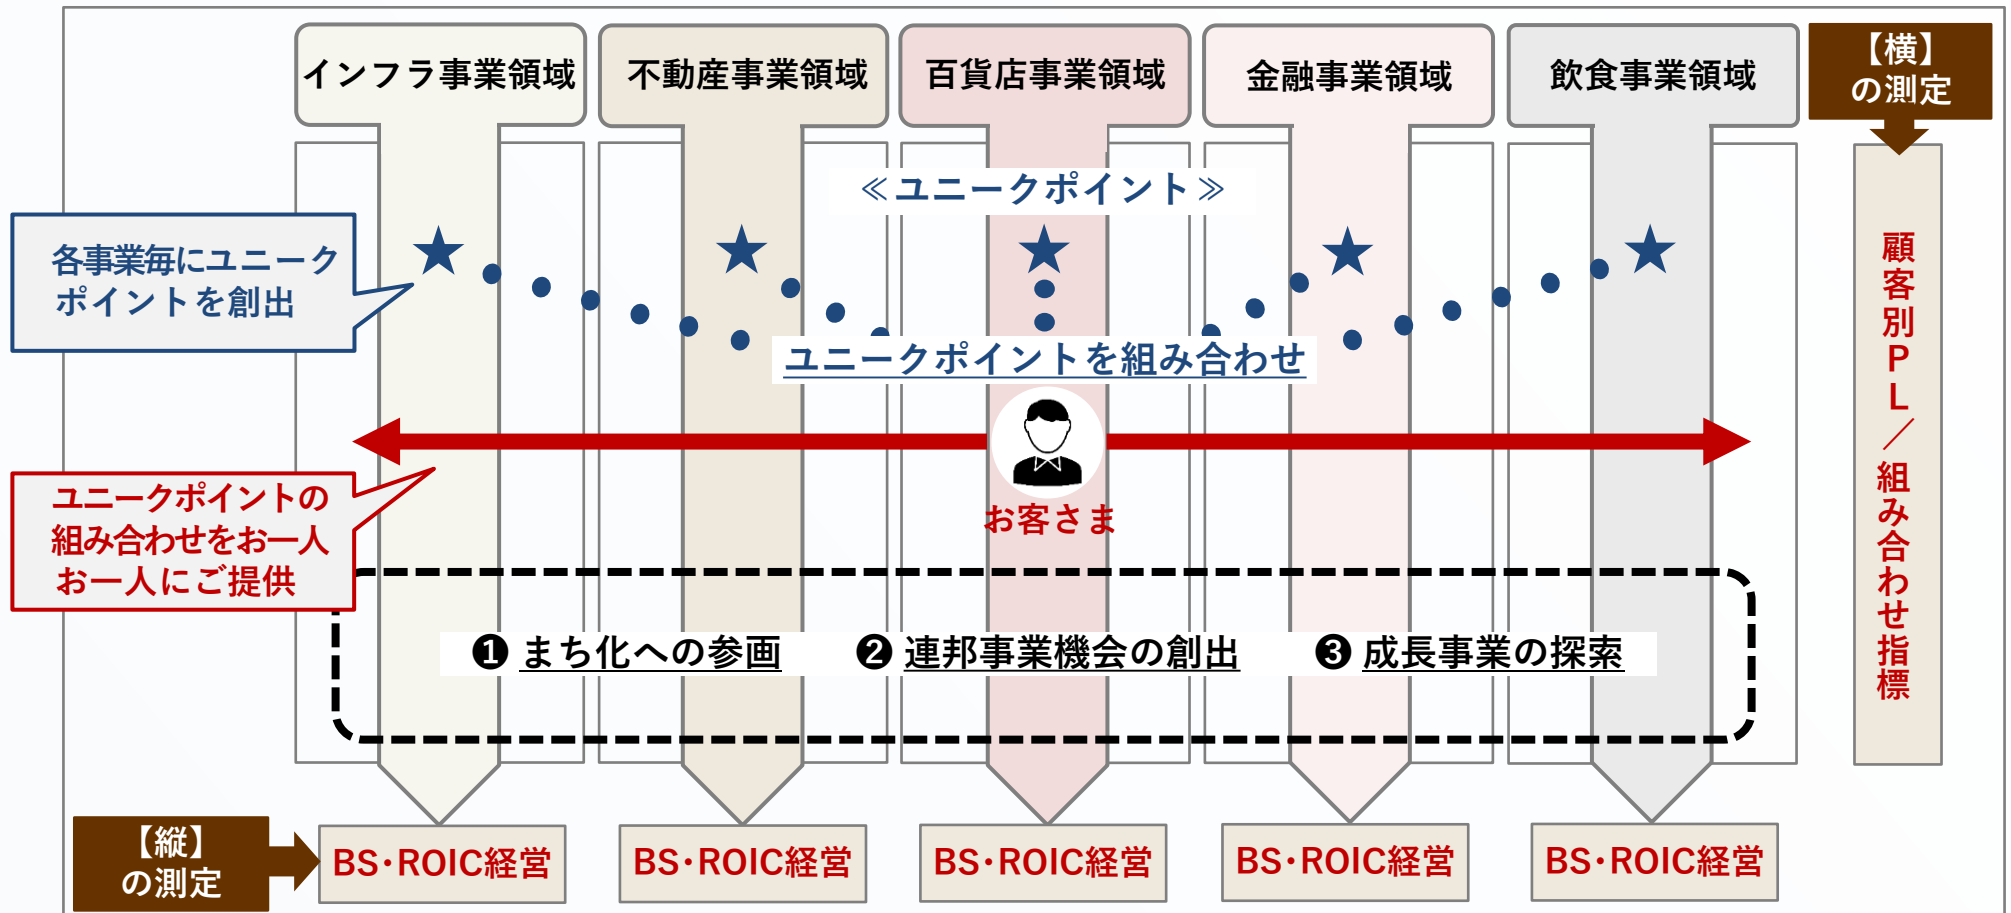 インフラ事業領域
不動産事業領域
百貨店事業領域
金融事業領域
飲食事業領域
【横】
の測定
≪ユニークポイント≫
各事業毎にユニーク
ポイントを創出
ユニークポイントを組み合わせ
お客さま
ユニークポイントの
組み合わせをお一人
お一人にご提供
❶ まち化への参画
❷ 連邦事業機会の創出
❸ 成長事業の探索
顧客別PL／組み合わせ指標
【縦】
の測定
BS・ROIC経営
BS・ROIC経営
BS・ROIC経営
BS・ROIC経営
BS・ROIC経営